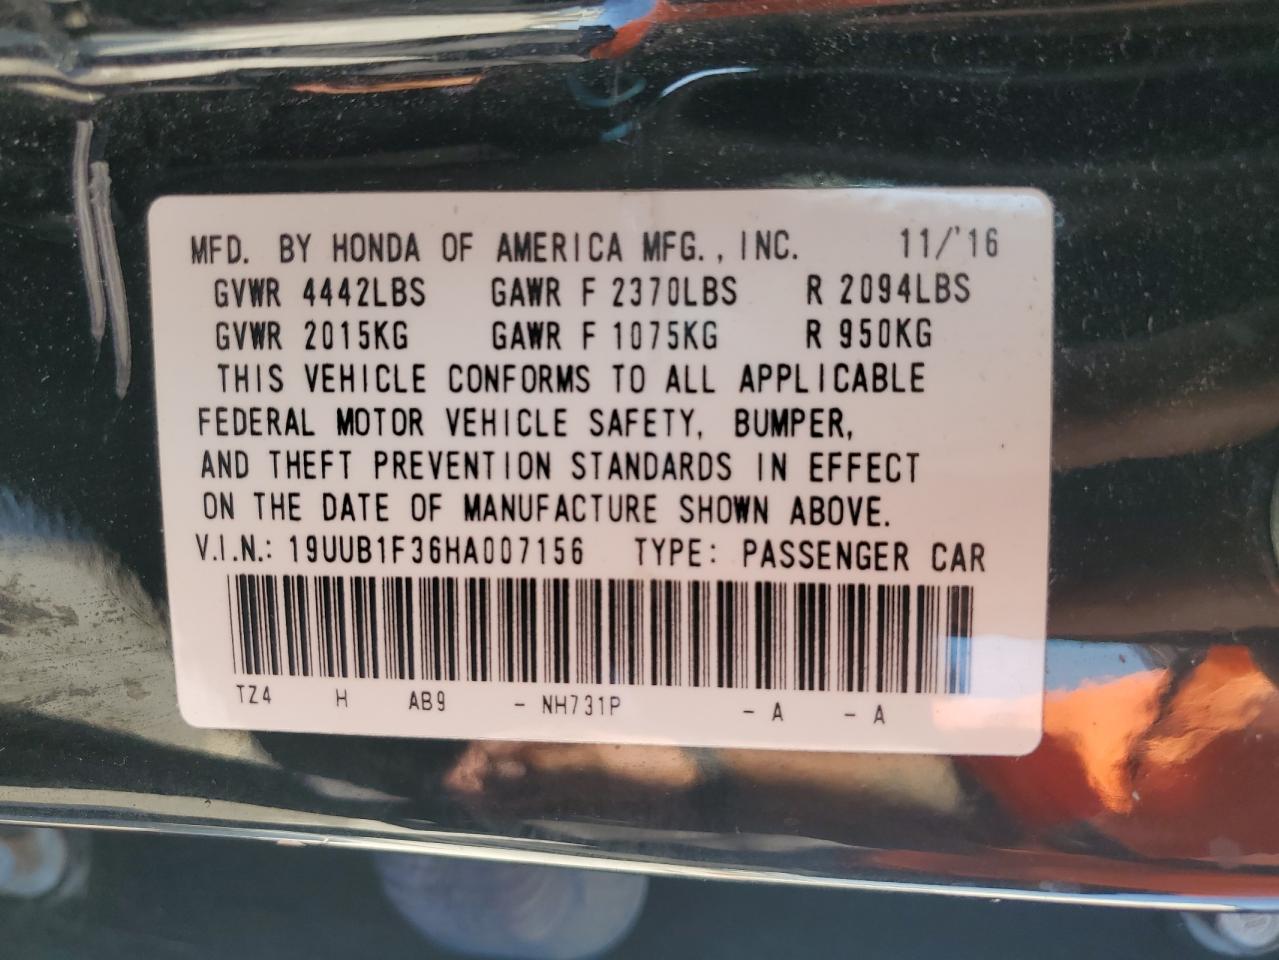 MFD. BY HONDA OF AMERICA MFG., INC. 11/'16
GVWR 4442LBS GAWR F 2370LBS R 2094LBS
GVWR 2015KG GAWR F 1075KG R 950KG
THIS VEHICLE CONFORMS TO ALL APPLICABLE
FEDERAL MOTOR VEHICLE SAFETY, BUMPER,
AND THEFT PREVENTION STANDARDS IN EFFECT
ON THE DATE OF MANUFACTURE SHOWN ABOVE.
V.I.N.: 19UUB1F36HA007156 TYPE: PASSENGER CAR
TZ4 H AB9 - NH731P - A - A